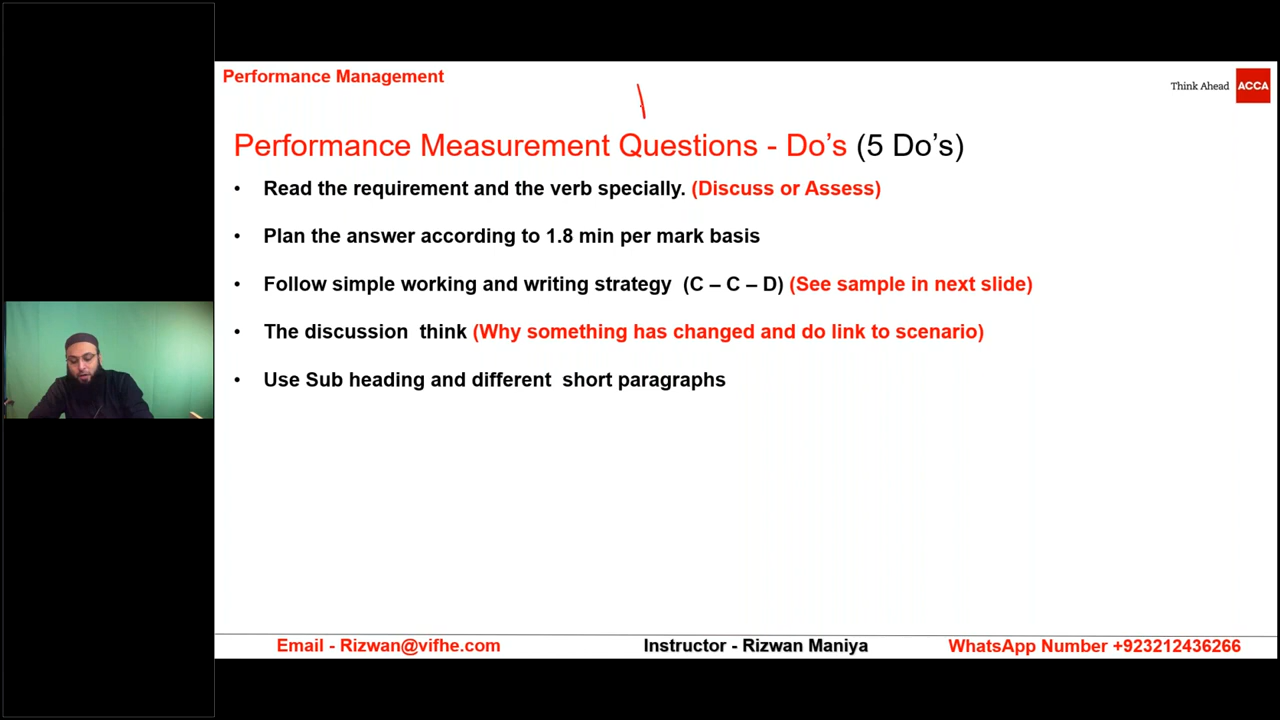 Performance Management
Think Ahead ACCA
Performance Measurement Questions - Do's (5 Do's)
• Read the requirement and the verb specially. (Discuss or Assess)
• Plan the answer according to 1.8 min per mark basis
• Follow simple working and writing strategy (C – C – D) (See sample in next slide)
• The discussion think (Why something has changed and do link to scenario)
• Use Sub heading and different short paragraphs
Email - Rizwan@vifhe.com Instructor - Rizwan Maniya WhatsApp Number +923212436266